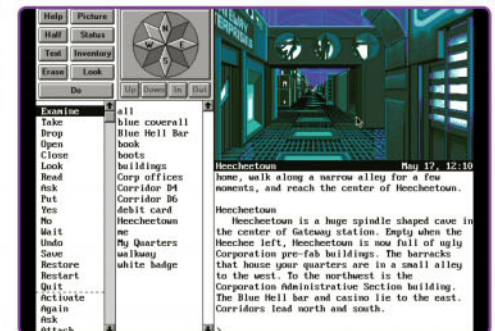 Help Picture
Half Status
Text Inventory
Erase Look
Do
N
W E
S
Up Down In Out
Examine
Take
Drop
Open
Close
Look
Read
Ask
Put
Yes
No
Wait
Undo
Save
Restore
Restart
Quit
Activate
Again
Ask
Attach
all
blue coverall
Blue Hell Bar
book
boots
buildings
Corp offices
Corridor D4
Corridor D6
debit card
Heecheetown
me
My Quarters
walkway
white badge
Heecheetown May 17, 12:10
home, walk along a narrow alley for a few
moments, and reach the center of Heecheetown.
Heecheetown
Heecheetown is a huge spindle shaped cave in
the center of Gateway station. Empty when the
Heechee left, Heecheetown is now full of ugly
Corporation pre-fab buildings. The barracks
that house your quarters are in a small alley
to the west. To the northwest is the
Corporation Administrative Section building.
The Blue Hell bar and casino lie to the east.
Corridors lead north and south.
>